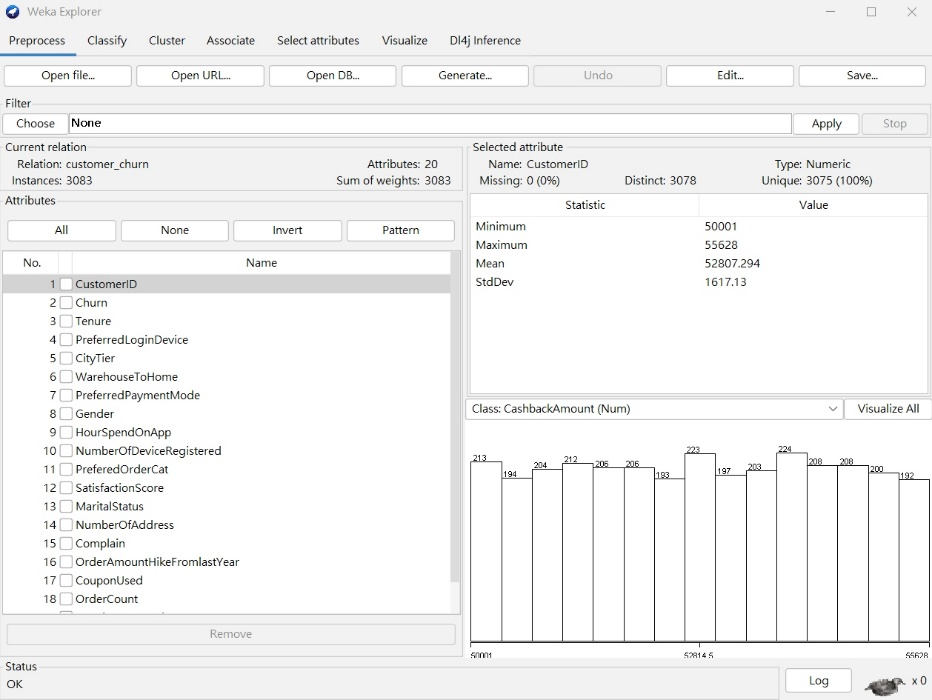 Weka Explorer
Preprocess Classify Cluster Associate Select attributes Visualize Dl4j Inference
Open file... Open URL... Open DB... Generate... Undo Edit... Save...
Filter
Choose None Apply Stop
Current relation
Relation: customer_churn Attributes: 20
Instances: 3083 Sum of weights: 3083
Attributes
All None Invert Pattern
No. Name
1 CustomerID
2 Churn
3 Tenure
4 PreferredLoginDevice
5 CityTier
6 WarehouseToHome
7 PreferredPaymentMode
8 Gender
9 HourSpendOnApp
10 NumberOfDeviceRegistered
11 PreferedOrderCat
12 SatisfactionScore
13 MaritalStatus
14 NumberOfAddress
15 Complain
16 OrderAmountHikeFromlastYear
17 CouponUsed
18 OrderCount
Remove
Selected attribute
Name: CustomerID Type: Numeric
Missing: 0 (0%) Distinct: 3078 Unique: 3075 (100%)
Statistic Value
Minimum 50001
Maximum 55628
Mean 52807.294
StdDev 1617.13
Class: CashbackAmount (Num) Visualize All
213 194 204 212 206 206 193 223 197 203 224 208 208 200 192
50001 52814.5 55628
Status
OK Log x 0